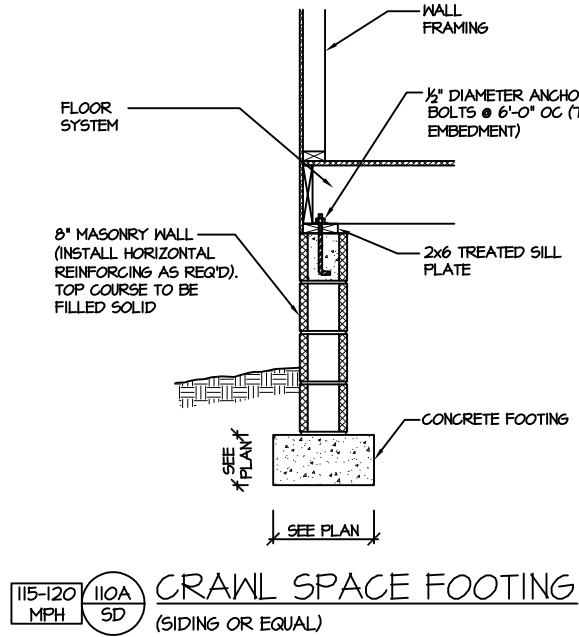 WALL
FRAMING
FLOOR
SYSTEM
½" DIAMETER
BOLTS @ 6'-0" OC
EMBEDMENT)
8" MASONRY WALL
(INSTALL HORIZONTAL
REINFORCING AS REQ'D).
TOP COURSE TO BE
FILLED SOLID
2x6 TREATED SILL
PLATE
CONCRETE FOOTING
SEE
PLAN
SEE PLAN
115-120
MPH
110A
SD
CRAWL SPACE FOOTING
(SIDING OR EQUAL)